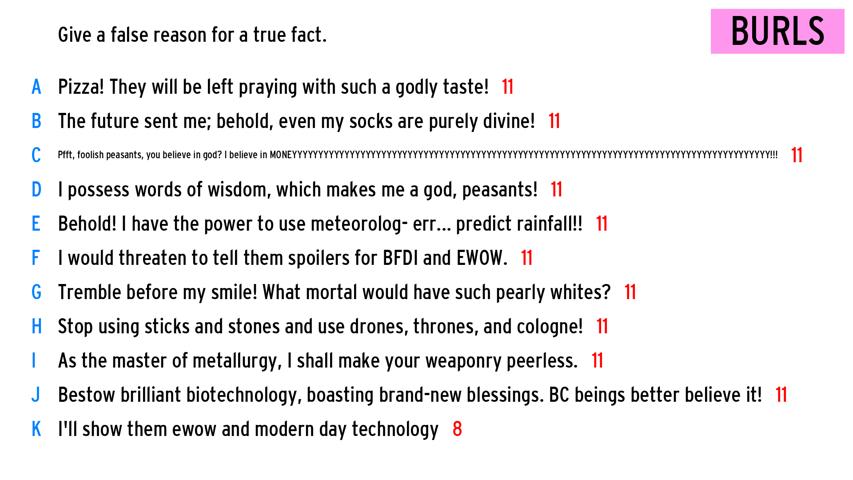 Give a false reason for a true fact.
BURLS
A Pizza! They will be left praying with such a godly taste! 11
B The future sent me; behold, even my socks are purely divine! 11
C Pfft, foolish peasants, you believe in god? I believe in MONEYYYYYYYYYYYYYYYYYYYYYYYYYYYYYYYYYYYYYYYYYYYYYYYYYYYYYYYYYYYYYYYYYYYYYYYYYYYYYYYYYYYYYYYYYYYYYYY!!! 11
D I possess words of wisdom, which makes me a god, peasants! 11
E Behold! I have the power to use meteorolog- err... predict rainfall!! 11
F I would threaten to tell them spoilers for BFDI and EWOW. 11
G Tremble before my smile! What mortal would have such pearly whites? 11
H Stop using sticks and stones and use drones, thrones, and cologne! 11
I As the master of metallurgy, I shall make your weaponry peerless. 11
J Bestow brilliant biotechnology, boasting brand-new blessings. BC beings better believe it! 11
K I'll show them ewow and modern day technology 8